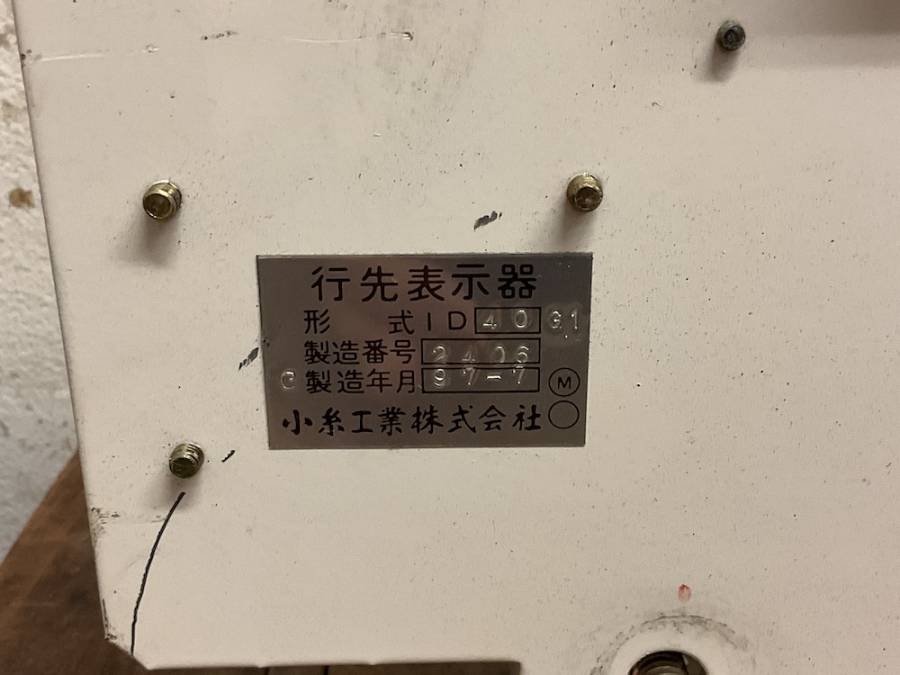 行先表示器
形 式 ID 40 G1
製造番号 2406
C 製造年月 97-7 M
小糸工業株式会社